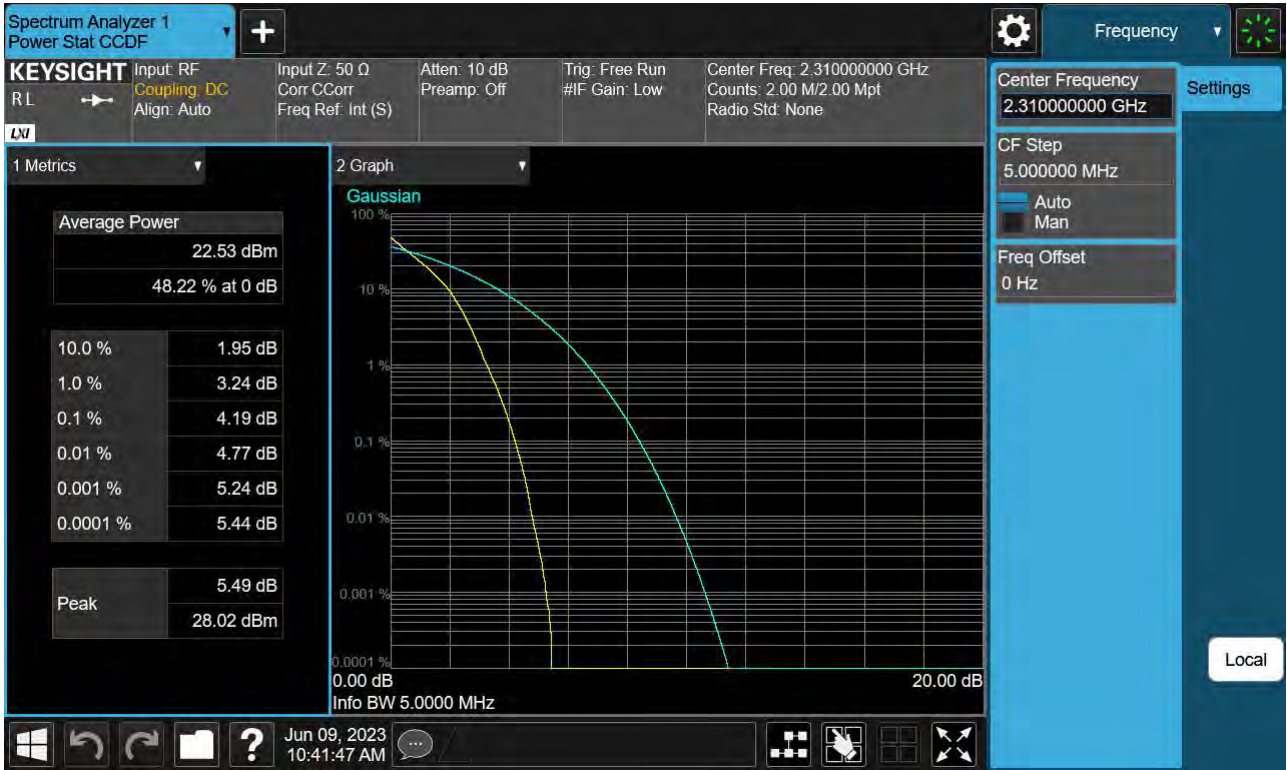 Spectrum Analyzer 1
Power Stat CCDF
+
Frequency
KEYSIGHT
RL
LXI
Input: RF
Coupling: DC
Align: Auto
Input Z: 50 Ω
Corr CCorr
Freq Ref: Int (S)
Atten: 10 dB
Preamp: Off
Trig: Free Run
#IF Gain: Low
Center Freq: 2.310000000 GHz
Counts: 2.00 M/2.00 Mpt
Radio Std: None
Center Frequency
2.310000000 GHz
Settings
CF Step
5.000000 MHz
Auto
Man
Freq Offset
0 Hz
Local
1 Metrics
Average Power
22.53 dBm
48.22 % at 0 dB
10.0 % 1.95 dB
1.0 % 3.24 dB
0.1 % 4.19 dB
0.01 % 4.77 dB
0.001 % 5.24 dB
0.0001 % 5.44 dB
Peak
5.49 dB
28.02 dBm
2 Graph
Gaussian
100 %
10 %
1 %
0.1 %
0.01 %
0.001 %
0.0001 %
0.00 dB 20.00 dB
Info BW 5.0000 MHz
?
Jun 09, 2023
10:41:47 AM